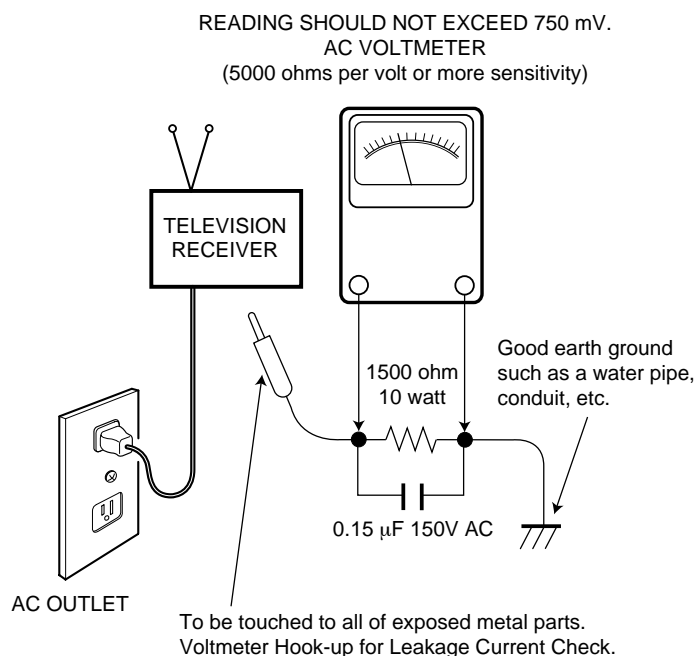 READING SHOULD NOT EXCEED 750 mV.
AC VOLTMETER
(5000 ohms per volt or more sensitivity)
TELEVISION
RECEIVER
1500 ohm
10 watt
Good earth ground
such as a water pipe,
conduit, etc.
0.15 μF 150V AC
AC OUTLET
To be touched to all of exposed metal parts.
Voltmeter Hook-up for Leakage Current Check.